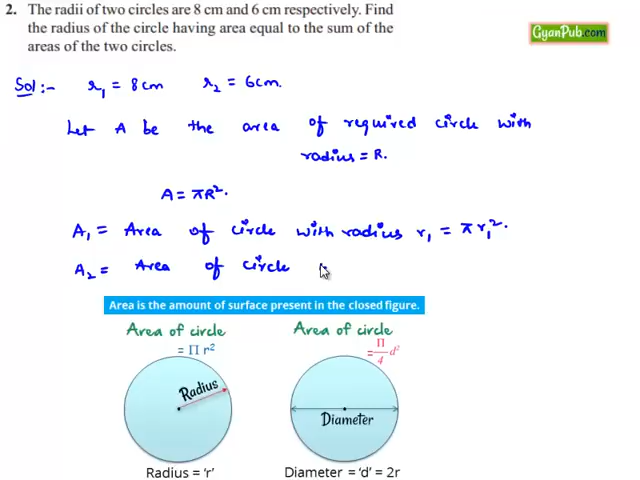 2. The radii of two circles are 8 cm and 6 cm respectively. Find
the radius of the circle having area equal to the sum of the
areas of the two circles.
GyanPub.com
Sol :- r₁ = 8cm r₂ = 6cm.
Let A be the area of required circle with
radius = R.
A = πR².
A₁ = Area of circle with radius r₁ = πr₁².
A₂ = Area of circle
Area is the amount of surface present in the closed figure.
Area of circle
= Π r²
Radius
Radius = 'r'
Area of circle
= Π/4 d²
Diameter
Diameter = 'd' = 2r